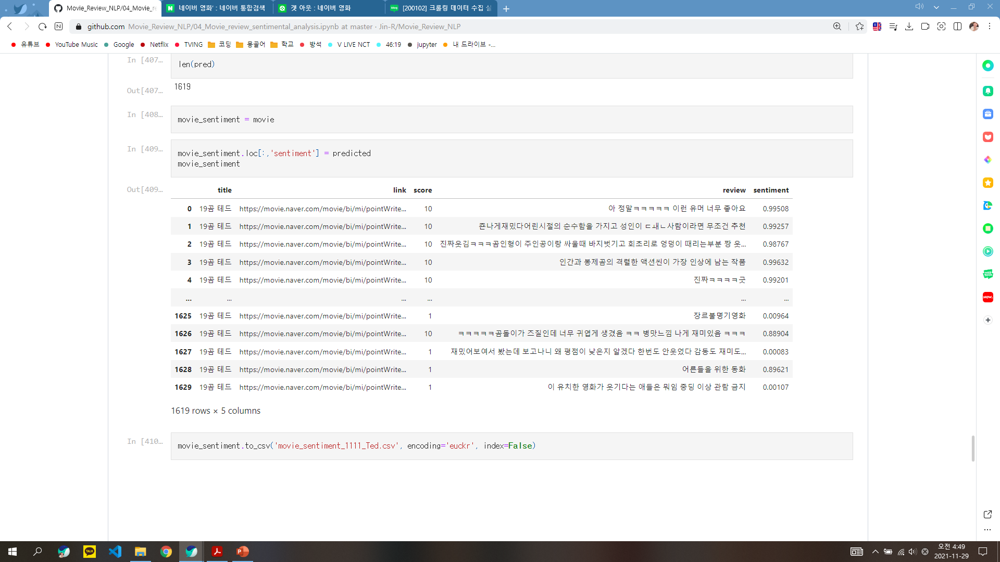 Movie_Review_NLP/04_Movie_re
네이버 영화' : 네이버 통합검색
겟 아웃 : 네이버 영화
[200102] 크롤링 데이터 수집 실
github.com Movie_Review_NLP/04_Movie_review_sentimental_analysis.ipynb at master · Jin-R/Movie_Review_NLP
유튜브 YouTube Music Google Netflix TVING 코딩 몽골어 학교 방석 V LIVE NCT 46:19 jupyter 내 드라이브 -...
In [407... len(pred)
Out[407... 1619
In [408... movie_sentiment = movie
In [409... movie_sentiment.loc[:,'sentiment'] = predicted
movie_sentiment
Out[409... title link score review sentiment
0 19곰 테드 https://movie.naver.com/movie/bi/mi/pointWrite... 10 아 정말ㅋㅋㅋㅋㅋ 이런 유머 너무 좋아요 0.99508
1 19곰 테드 https://movie.naver.com/movie/bi/mi/pointWrite... 10 죤나게재밌다어린시절의 순수함을 가지고 성인이 ㄷㅙㄴ사람이라면 무조건 추천 0.99257
2 19곰 테드 https://movie.naver.com/movie/bi/mi/pointWrite... 10 진짜웃김ㅋㅋㅋ곰인형이 주인공이랑 싸울때 바지벗기고 회초리로 엉덩이 때리는부분 짱 웃... 0.98767
3 19곰 테드 https://movie.naver.com/movie/bi/mi/pointWrite... 10 인간과 봉제곰의 격렬한 액션씬이 가장 인상에 남는 작품 0.99632
4 19곰 테드 https://movie.naver.com/movie/bi/mi/pointWrite... 10 진짜ㅋㅋㅋㅋ굿 0.99201
... ... ... ... ... ...
1625 19곰 테드 https://movie.naver.com/movie/bi/mi/pointWrite... 1 장르불명기영화 0.00964
1626 19곰 테드 https://movie.naver.com/movie/bi/mi/pointWrite... 10 ㅋㅋㅋㅋㅋ곰돌이가 즈질인데 너무 귀엽게 생겼음 ㅋㅋ 병맛느낌 나게 재미있음 ㅋㅋㅋ 0.88904
1627 19곰 테드 https://movie.naver.com/movie/bi/mi/pointWrite... 1 재밌어보여서 봤는데 보고나니 왜 평점이 낮은지 알겠다 한번도 안웃었다 감동도 재미도... 0.00083
1628 19곰 테드 https://movie.naver.com/movie/bi/mi/pointWrite... 1 어른들을 위한 동화 0.89621
1629 19곰 테드 https://movie.naver.com/movie/bi/mi/pointWrite... 1 이 유치한 영화가 웃기다는 애들은 뭐임 중딩 이상 관람 금지 0.00107
1619 rows × 5 columns
In [410... movie_sentiment.to_csv('movie_sentiment_1111_Ted.csv', encoding='euckr', index=False)
오전 4:49
2021-11-29